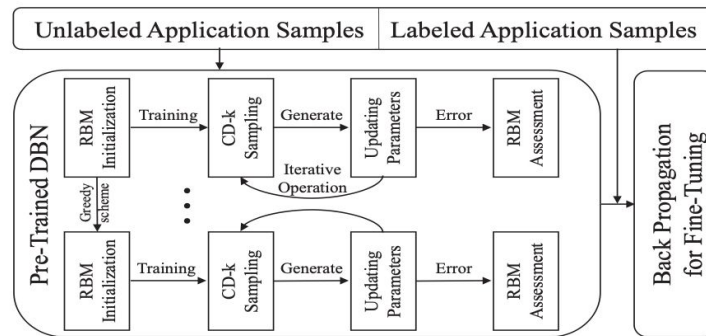 Unlabeled Application Samples
Labeled Application Samples
Pre-Trained DBN
RBM
Initialization
Training
CD-k
Sampling
Generate
Updating
Parameters
Error
RBM
Assessment
Iterative
Operation
Greedy
scheme
RBM
Initialization
Training
CD-k
Sampling
Generate
Updating
Parameters
Error
RBM
Assessment
Back Propagation
for Fine-Tuning